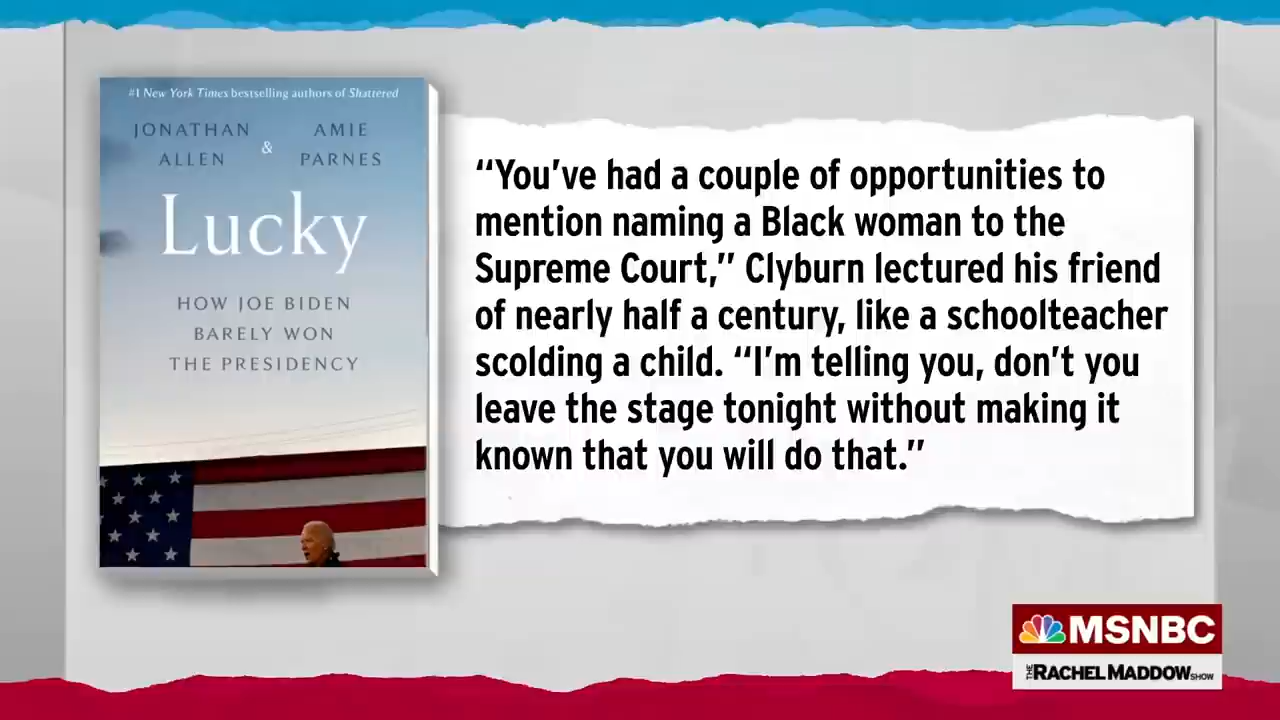 #1 New York Times bestselling authors of Shattered
JONATHAN ALLEN & AMIE PARNES
Lucky
HOW JOE BIDEN
BARELY WON
THE PRESIDENCY
“You’ve had a couple of opportunities to
mention naming a Black woman to the
Supreme Court,” Clyburn lectured his friend
of nearly half a century, like a schoolteacher
scolding a child. “I’m telling you, don’t you
leave the stage tonight without making it
known that you will do that.”
MSNBC
THE RACHEL MADDOW SHOW